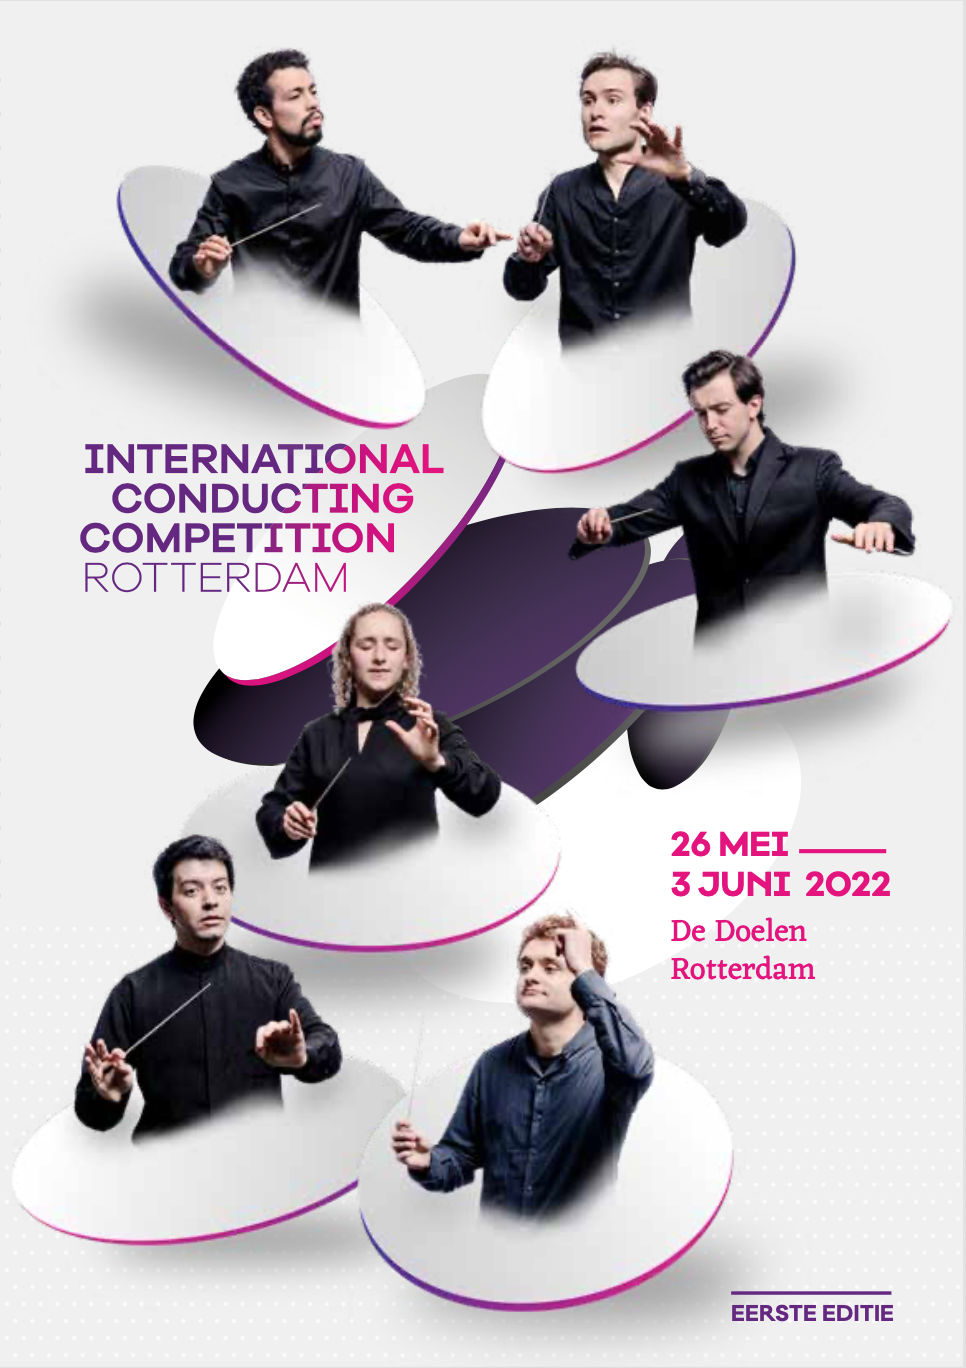 INTERNATIONAL
CONDUCTING
COMPETITION
ROTTERDAM
26 MEI
3 JUNI 2022
De Doelen
Rotterdam
EERSTE EDITIE